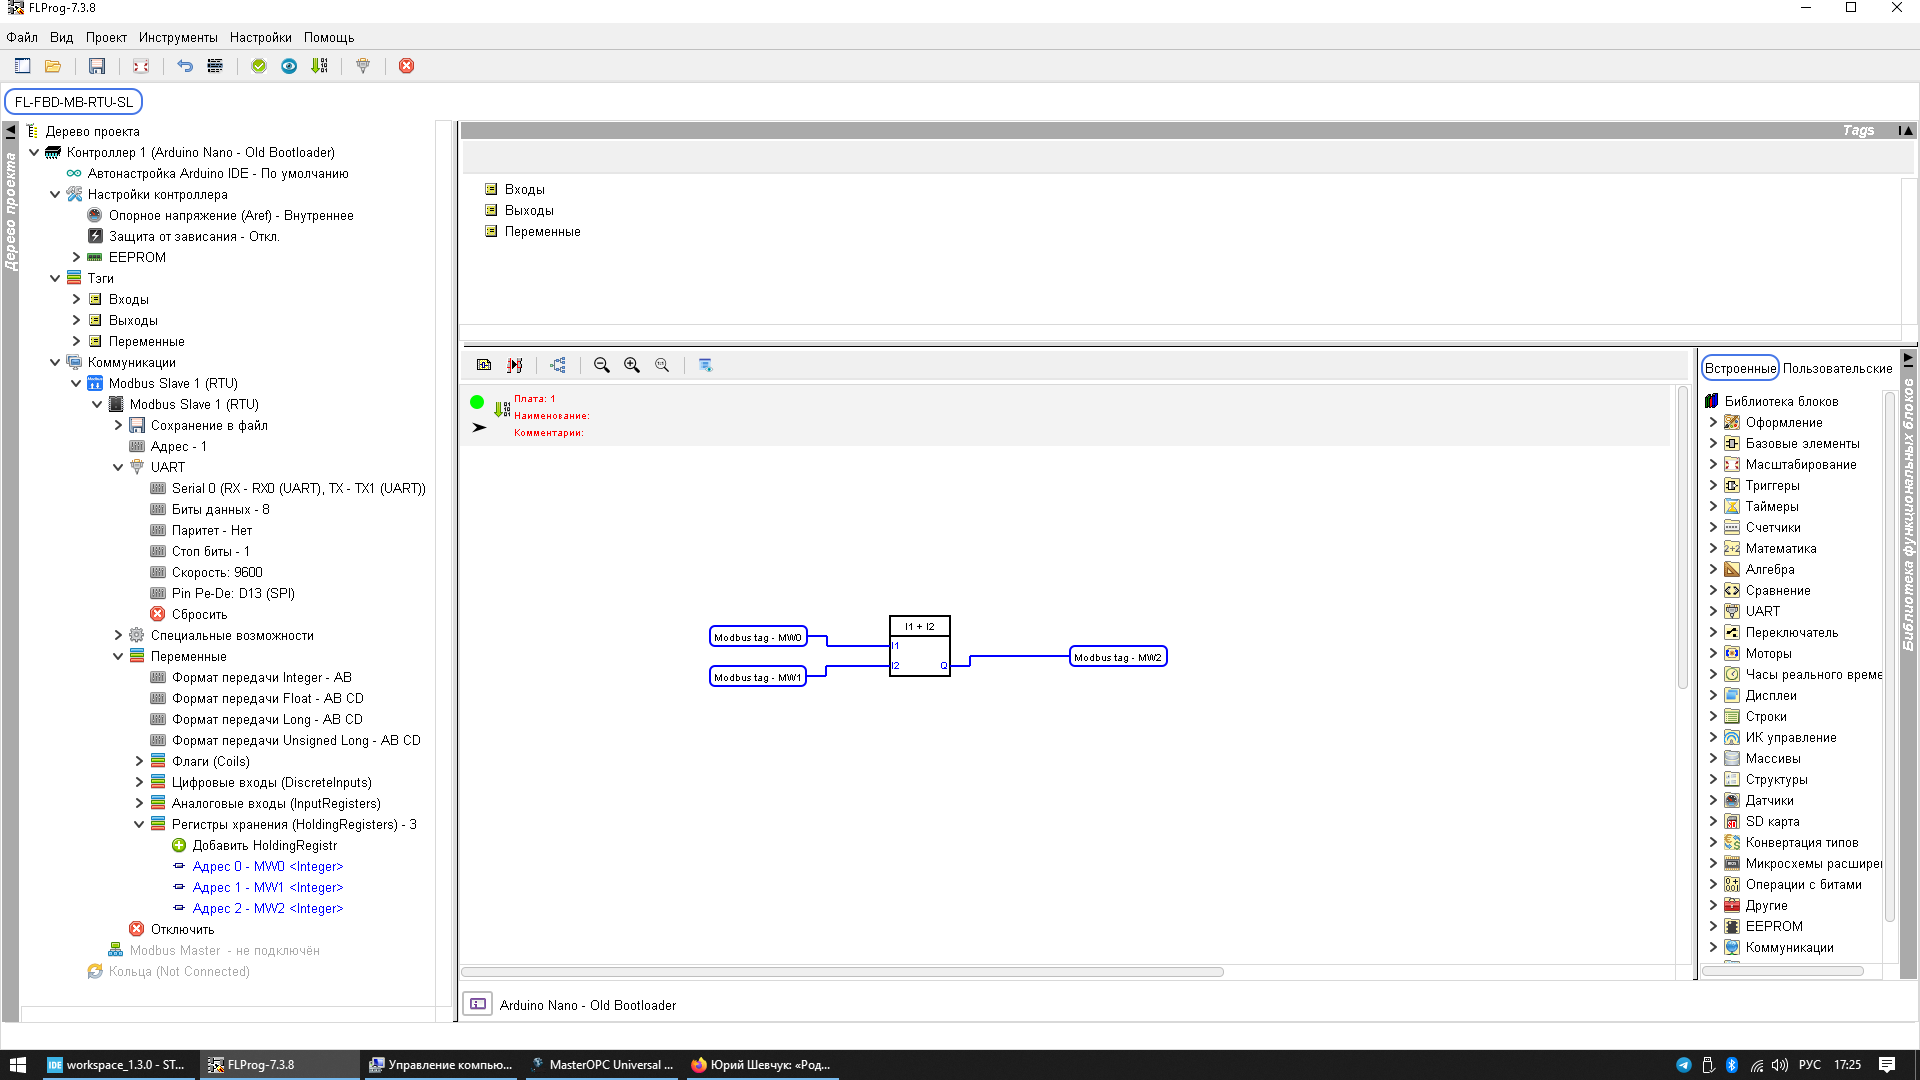 FLProg-7.3.8
Файл Вид Проект Инструменты Настройки Помощь
FL-FBD-MB-RTU-SL
Дерево проекта
Дерево проекта
Контроллер 1 (Arduino Nano - Old Bootloader)
Автонастройка Arduino IDE - По умолчанию
Настройки контроллера
Опорное напряжение (Aref) - Внутреннее
Защита от зависания - Откл.
EEPROM
Тэги
Входы
Выходы
Переменные
Коммуникации
Modbus Slave 1 (RTU)
Modbus Slave 1 (RTU)
Сохранение в файл
Адрес - 1
UART
Serial 0 (RX - RX0 (UART), TX - TX1 (UART))
Биты данных - 8
Паритет - Нет
Стоп биты - 1
Скорость: 9600
Pin Pe-De: D13 (SPI)
Сбросить
Специальные возможности
Переменные
Формат передачи Integer - AB
Формат передачи Float - AB CD
Формат передачи Long - AB CD
Формат передачи Unsigned Long - AB CD
Флаги (Coils)
Цифровые входы (DiscreteInputs)
Аналоговые входы (InputRegisters)
Регистры хранения (HoldingRegisters) - 3
Добавить HoldingRegistr
Адрес 0 - MW0 <Integer>
Адрес 1 - MW1 <Integer>
Адрес 2 - MW2 <Integer>
Отключить
Modbus Master - не подключён
Кольца (Not Connected)
Tags
Входы
Выходы
Переменные
Плата: 1
Наименование:
Комментарии:
I1 + I2
Modbus tag - MW0
I1
Modbus tag - MW1
I2
Q
Modbus tag - MW2
Arduino Nano - Old Bootloader
Встроенные Пользовательские
Библиотека блоков
Оформление
Базовые элементы
Масштабирование
Триггеры
Таймеры
Счетчики
Математика
Алгебра
Сравнение
UART
Переключатель
Моторы
Часы реального време
Дисплеи
Строки
ИК управление
Массивы
Структуры
Датчики
SD карта
Конвертация типов
Микросхемы расширен
Операции с битами
Другие
EEPROM
Коммуникации
Библиотека функциональных блоков
workspace_1.3.0 - ST...
FLProg-7.3.8
Управление компью...
MasterOPC Universal ...
Юрий Шевчук: «Род...
РУС
17:25